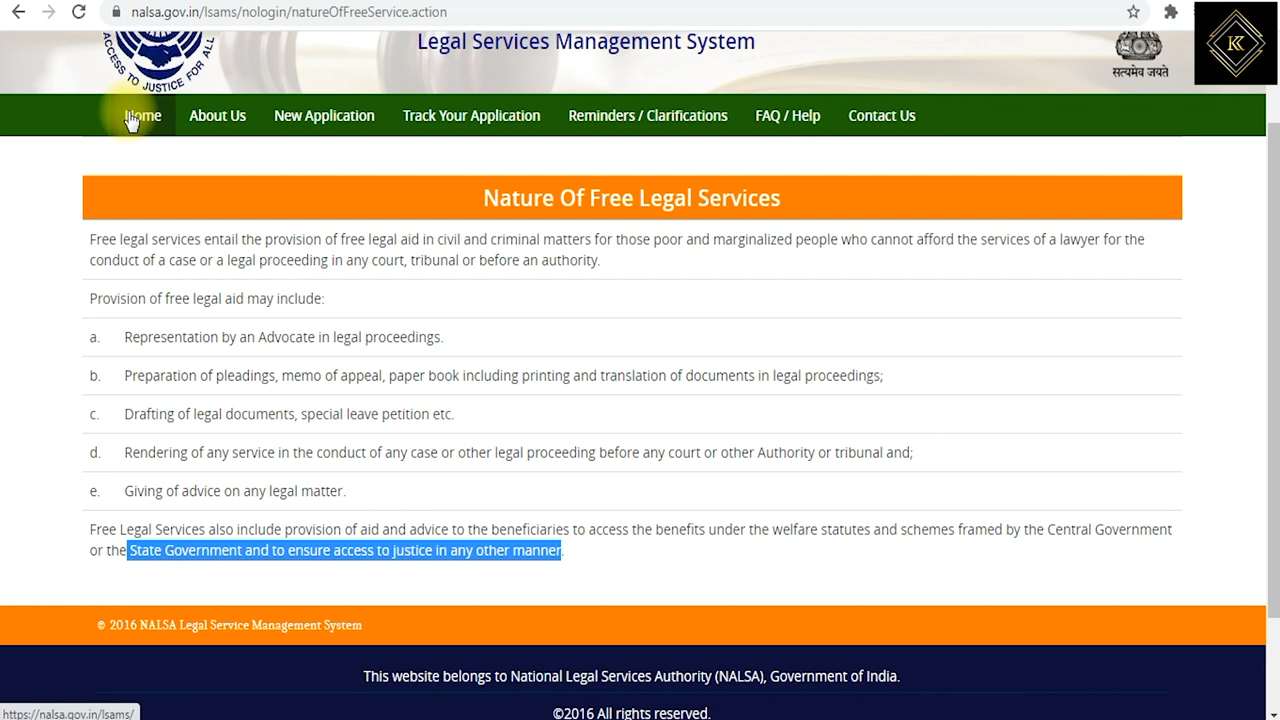 nalsa.gov.in/lsams/nologin/natureOfFreeService.action
Legal Services Management System
ACCESS TO JUSTICE FOR ALL
सत्यमेव जयते
K
Home About Us New Application Track Your Application Reminders / Clarifications FAQ / Help Contact Us
Nature Of Free Legal Services
Free legal services entail the provision of free legal aid in civil and criminal matters for those poor and marginalized people who cannot afford the services of a lawyer for the
conduct of a case or a legal proceeding in any court, tribunal or before an authority.
Provision of free legal aid may include:
a. Representation by an Advocate in legal proceedings.
b. Preparation of pleadings, memo of appeal, paper book including printing and translation of documents in legal proceedings;
c. Drafting of legal documents, special leave petition etc.
d. Rendering of any service in the conduct of any case or other legal proceeding before any court or other Authority or tribunal and;
e. Giving of advice on any legal matter.
Free Legal Services also include provision of aid and advice to the beneficiaries to access the benefits under the welfare statutes and schemes framed by the Central Government
or the State Government and to ensure access to justice in any other manner.
© 2016 NALSA Legal Service Management System
This website belongs to National Legal Services Authority (NALSA), Government of India.
©2016 All rights reserved.
https://nalsa.gov.in/lsams/